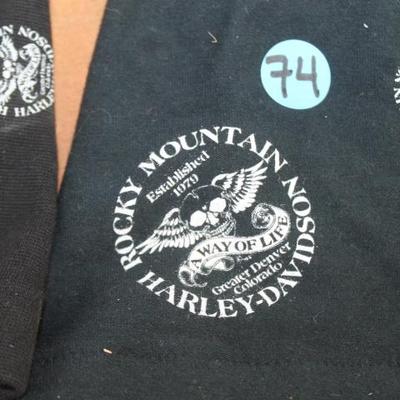 74
ROCKY MOUNTAIN
HARLEY-DAVIDSON
Established
1979
A WAY OF LIFE
Greater Denver
Colorado